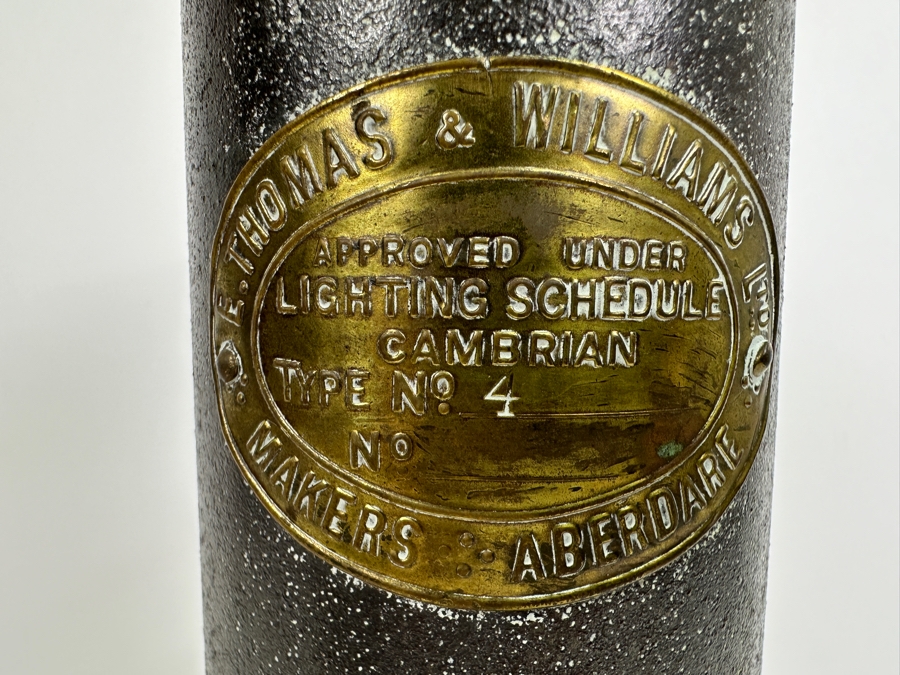 E. THOMAS & WILLIAMS LTD.
APPROVED UNDER
LIGHTING SCHEDULE
CAMBRIAN
TYPE No. 4
No
MAKERS ABERDARE